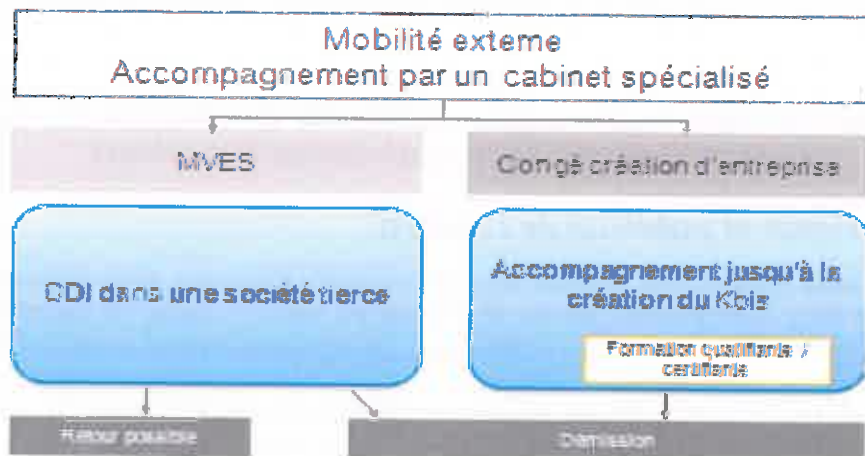 Mobilité externe
Accompagnement par un cabinet spécialisé
MVES
Congé création d'entreprise
CDI dans une société tierce
Accompagnement jusqu'à la
création du Kbis
Formation qualifiante /
certifiante
Retour possible
Démission